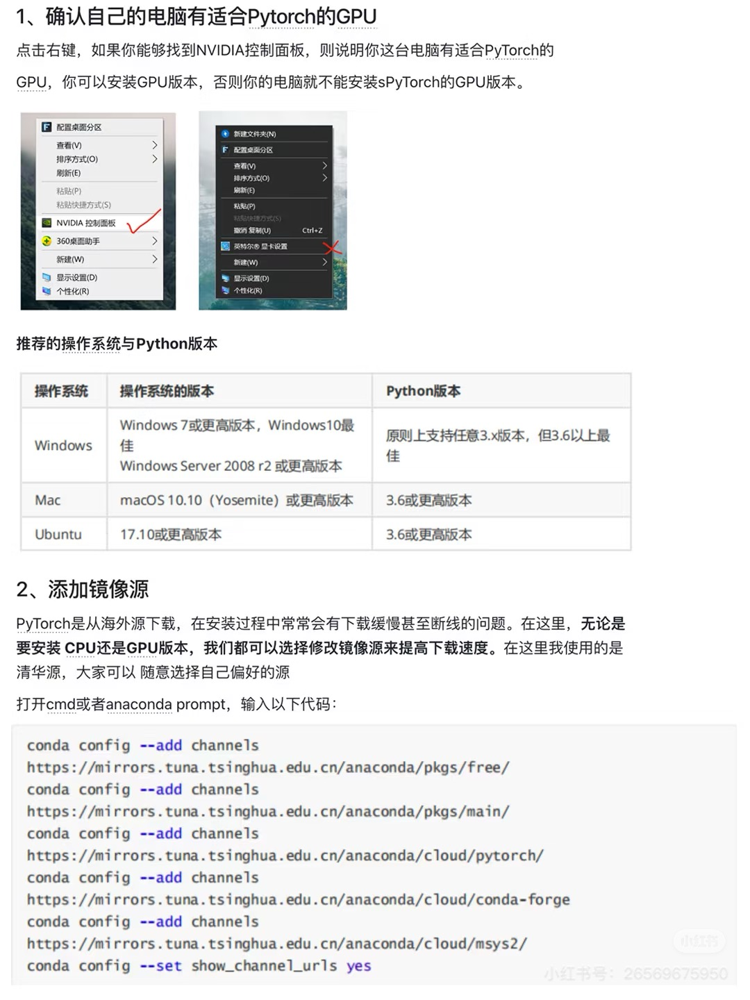 1、确认自己的电脑有适合Pytorch的GPU
点击右键，如果你能够找到NVIDIA控制面板，则说明你这台电脑有适合PyTorch的
GPU，你可以安装GPU版本，否则你的电脑就不能安装sPyTorch的GPU版本。
配置桌面分区
查看(V)
排序方式(O)
刷新(E)
粘贴(P)
粘贴快捷方式(S)
NVIDIA 控制面板
360桌面助手
新建(W)
显示设置(D)
个性化(R)
新建文件夹(N)
配置桌面分区
查看(V)
排序方式(O)
刷新(E)
粘贴(P)
粘贴快捷方式(S)
撤消 复制(U) Ctrl+Z
英特尔® 显卡设置
新建(W)
显示设置(D)
个性化(R)
推荐的操作系统与Python版本
操作系统 操作系统的版本 Python版本
Windows
Windows 7或更高版本，Windows10最
佳
Windows Server 2008 r2 或更高版本
原则上支持任意3.x版本，但3.6以上最
佳
Mac macOS 10.10（Yosemite）或更高版本 3.6或更高版本
Ubuntu 17.10或更高版本 3.6或更高版本
2、添加镜像源
PyTorch是从海外源下载，在安装过程中常常会有下载缓慢甚至断线的问题。在这里，无论是
要安装 CPU还是GPU版本，我们都可以选择修改镜像源来提高下载速度。在这里我使用的是
清华源，大家可以 随意选择自己偏好的源
打开cmd或者anaconda prompt，输入以下代码：
conda config --add channels
https://mirrors.tuna.tsinghua.edu.cn/anaconda/pkgs/free/
conda config --add channels
https://mirrors.tuna.tsinghua.edu.cn/anaconda/pkgs/main/
conda config --add channels
https://mirrors.tuna.tsinghua.edu.cn/anaconda/cloud/pytorch/
conda config --add channels
https://mirrors.tuna.tsinghua.edu.cn/anaconda/cloud/conda-forge
conda config --add channels
https://mirrors.tuna.tsinghua.edu.cn/anaconda/cloud/msys2/
conda config --set show_channel_urls yes
小红书
小红书号：26569675950